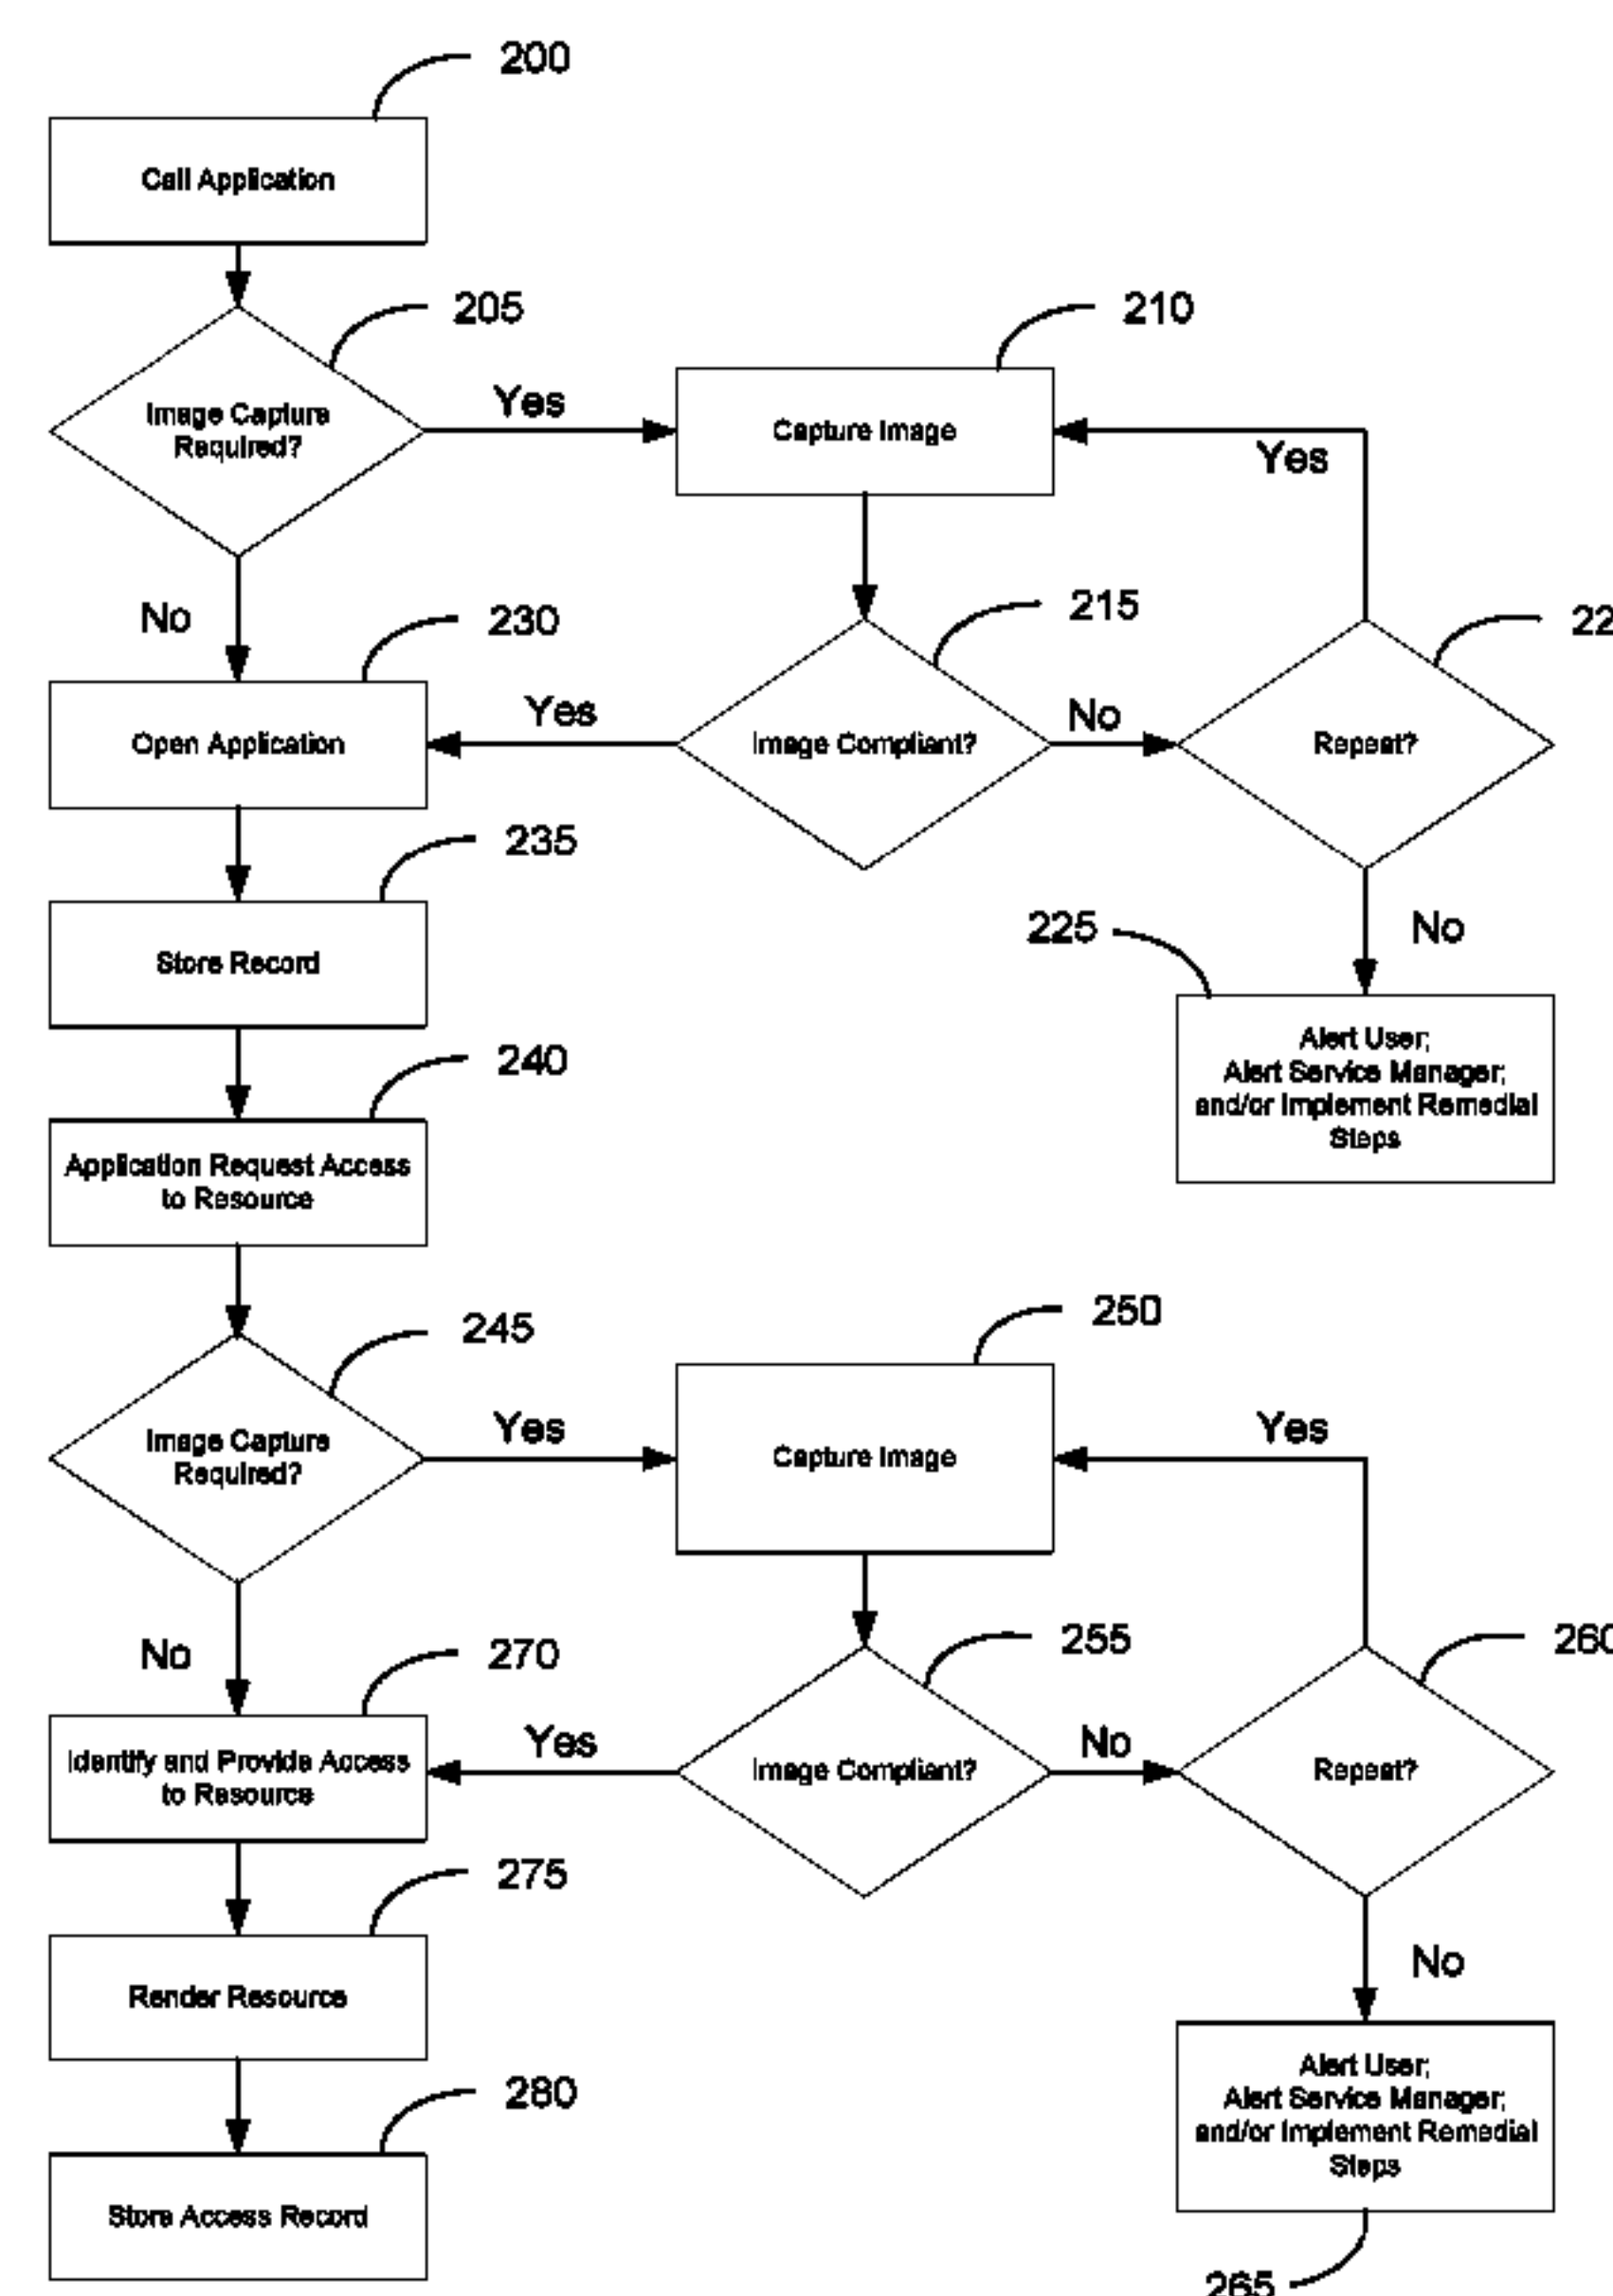 200
Call Application
205
Image Capture
Required?
Yes
210
Capture Image
Yes
No
230
Open Application
Yes
215
Image Compliant?
No
22
Repeat?
235
Store Record
225
No
Alert User;
Alert Service Manager;
and/or Implement Remedial
Steps
240
Application Request Access
to Resource
245
Image Capture
Required?
Yes
250
Capture Image
Yes
No
270
Identify and Provide Access
to Resource
Yes
255
Image Compliant?
No
260
Repeat?
275
Render Resource
No
Alert User;
Alert Service Manager;
and/or Implement Remedial
Steps
280
Store Access Record
265